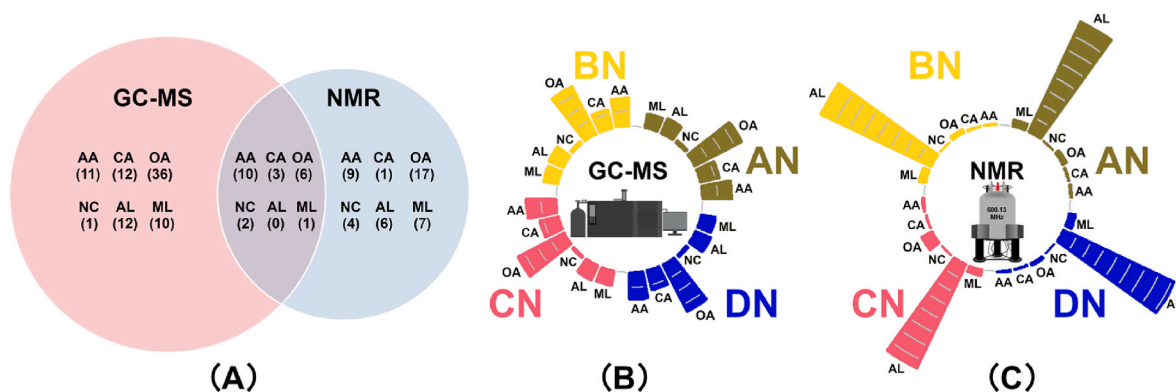 GC-MS
NMR
AA CA OA
(11) (12) (36)
NC AL ML
(1) (12) (10)
AA CA OA
(10) (3) (6)
NC AL ML
(2) (0) (1)
AA CA OA
(9) (1) (17)
NC AL ML
(4) (6) (7)
(A)
BN
OA
CA
AA
NC
AL
ML
ML
AL
NC
OA
CA
AA
AN
GC-MS
AA
CA
OA
NC
AL
ML
CN
ML
AL
NC
OA
CA
AA
DN
(B)
BN
AL
NC
OA
CA
AA
ML
AL
ML
NC
OA
CA
AA
AN
NMR
600.13
MHz
AA
CA
OA
NC
AL
ML
CN
ML
NC
OA
CA
AA
DN
(C)